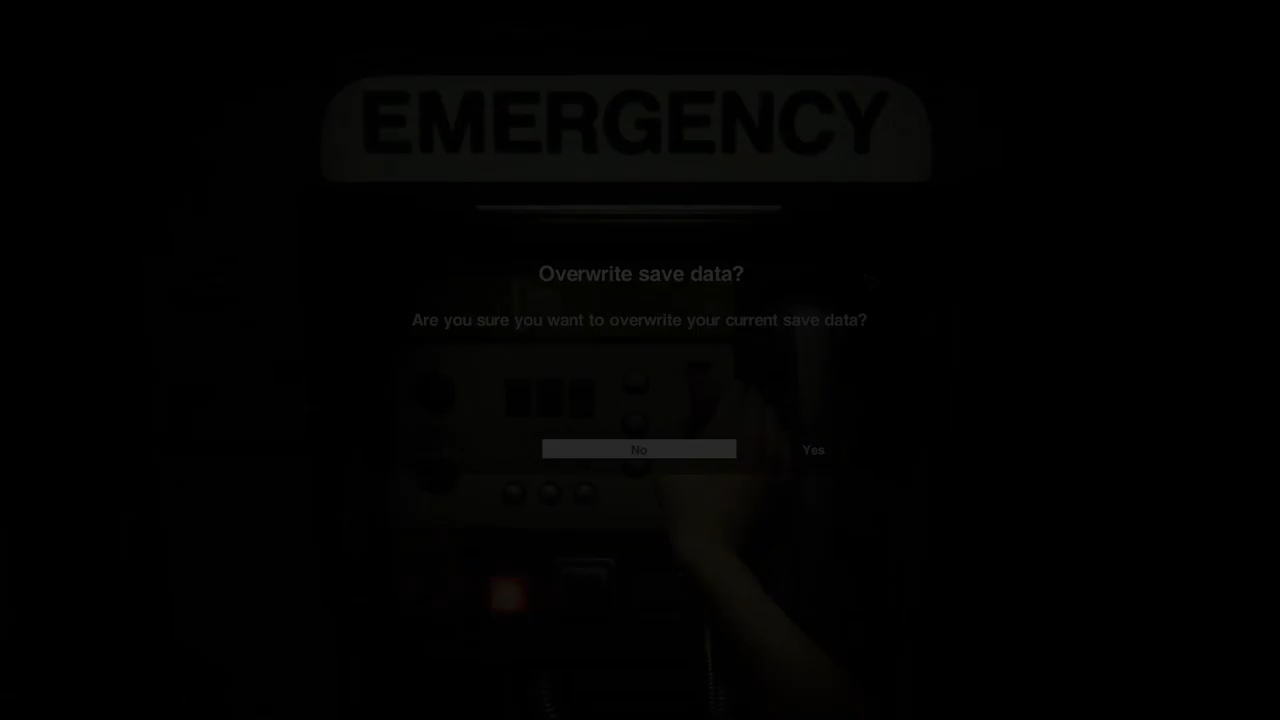 EMERGENCY
Overwrite save data?
Are you sure you want to overwrite your current save data?
No Yes